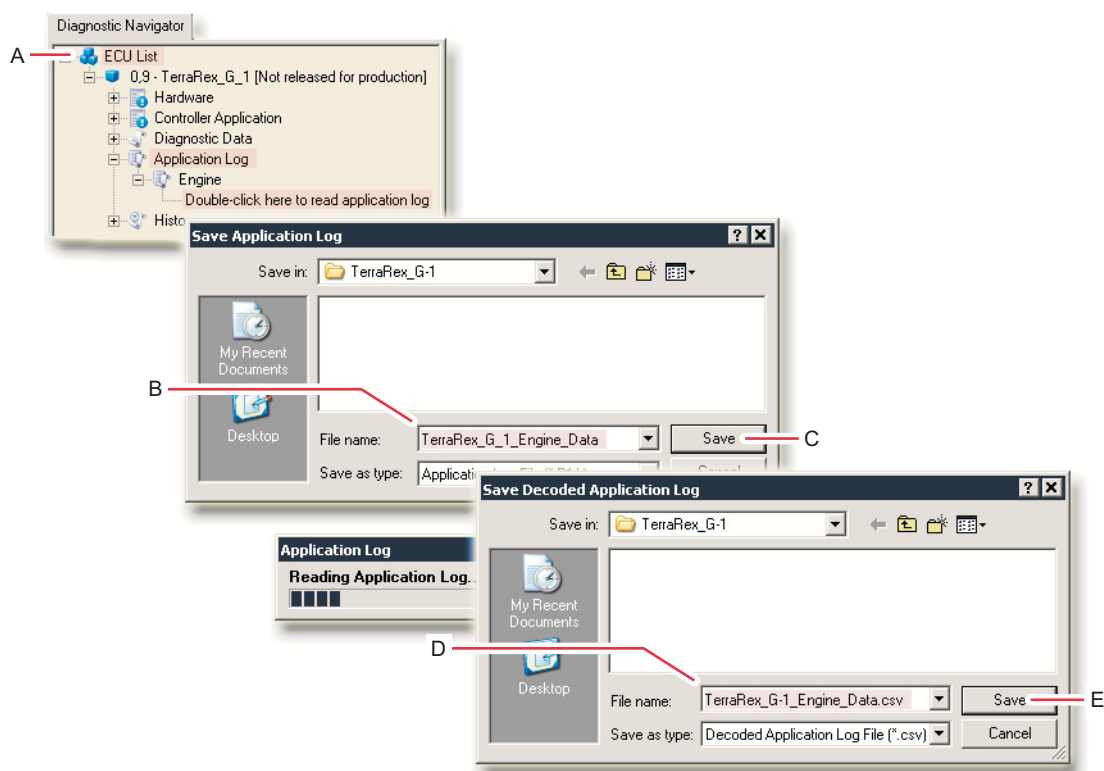 Diagnostic Navigator
A
ECU List
0,9 - TerraRex_G_1 [Not released for production]
Hardware
Controller Application
Diagnostic Data
Application Log
Engine
Double-click here to read application log
Histo
Save Application Log
Save in: TerraRex_G-1
My Recent
Documents
B
Desktop
File name: TerraRex_G_1_Engine_Data Save
C
Save as type:
Save Decoded Application Log
Save in: TerraRex_G-1
Application Log
Reading Application Log..
My Recent
Documents
D
Desktop
File name: TerraRex_G-1_Engine_Data.csv Save
E
Save as type: Decoded Application Log File (*.csv) Cancel